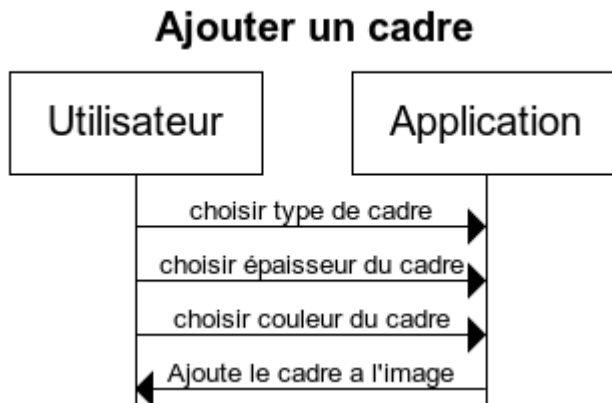 Ajouter un cadre
Utilisateur
Application
choisir type de cadre
choisir épaisseur du cadre
choisir couleur du cadre
Ajoute le cadre a l'image